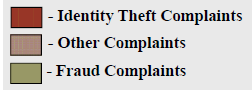 - Identity Theft Complaints
- Other Complaints
- Fraud Complaints